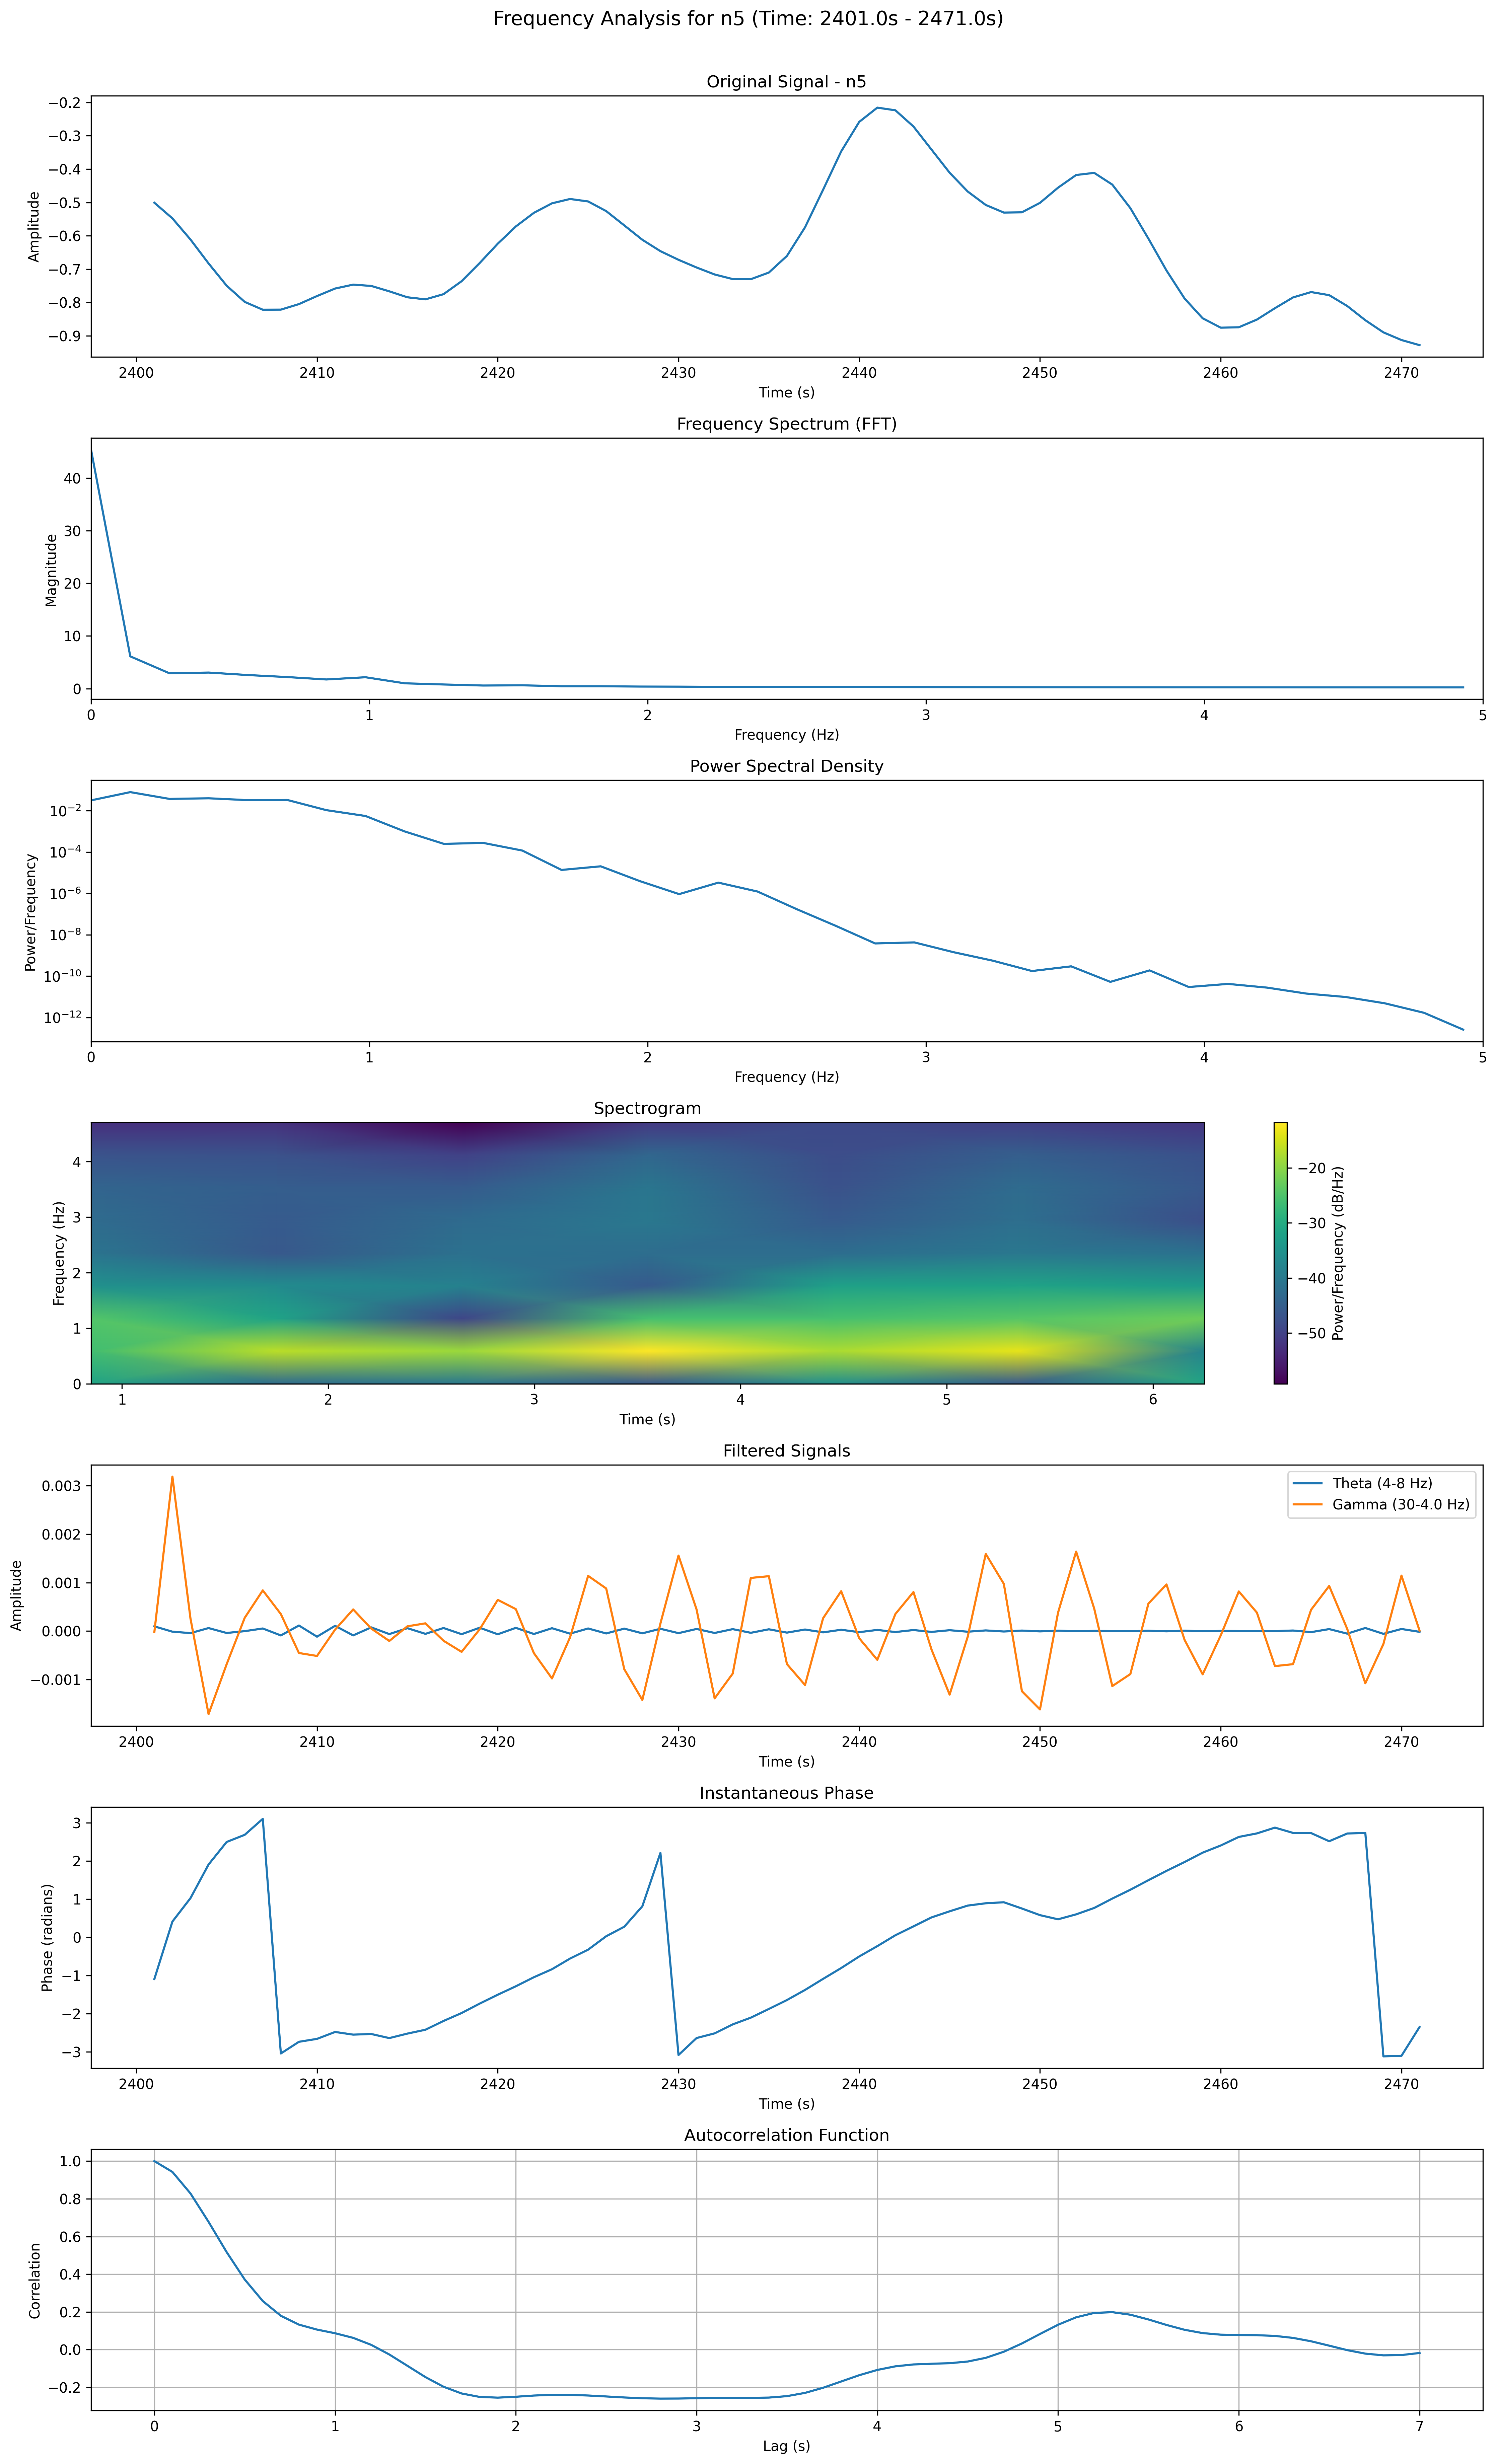 Frequency Analysis for n5 (Time: 2401.0s - 2471.0s)
Original Signal - n5
Amplitude
−0.2
−0.3
−0.4
−0.5
−0.6
−0.7
−0.8
−0.9
2400 2410 2420 2430 2440 2450 2460 2470
Time (s)
Frequency Spectrum (FFT)
Magnitude
40
30
20
10
0
0 1 2 3 4 5
Frequency (Hz)
Power Spectral Density
Power/Frequency
10⁻²
10⁻⁴
10⁻⁶
10⁻⁸
10⁻¹⁰
10⁻¹²
0 1 2 3 4 5
Frequency (Hz)
Spectrogram
Frequency (Hz)
4
3
2
1
0
1 2 3 4 5 6
Time (s)
−20
−30
−40
−50
Power/Frequency (dB/Hz)
Filtered Signals
Theta (4-8 Hz)
Gamma (30-4.0 Hz)
Amplitude
0.003
0.002
0.001
0.000
−0.001
2400 2410 2420 2430 2440 2450 2460 2470
Time (s)
Instantaneous Phase
Phase (radians)
3
2
1
0
−1
−2
−3
2400 2410 2420 2430 2440 2450 2460 2470
Time (s)
Autocorrelation Function
Correlation
1.0
0.8
0.6
0.4
0.2
0.0
−0.2
0 1 2 3 4 5 6 7
Lag (s)